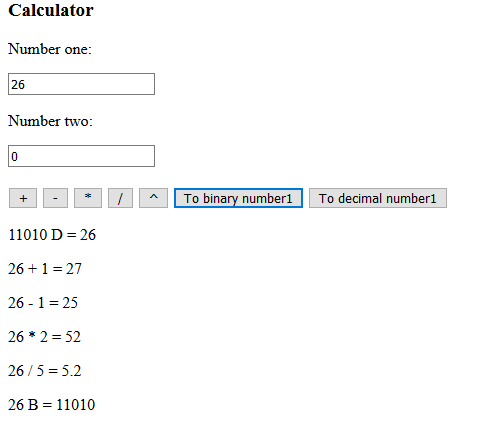 Calculator
Number one:
26
Number two:
0
+ - * / ^ To binary number1 To decimal number1
11010 D = 26
26 + 1 = 27
26 - 1 = 25
26 * 2 = 52
26 / 5 = 5.2
26 B = 11010